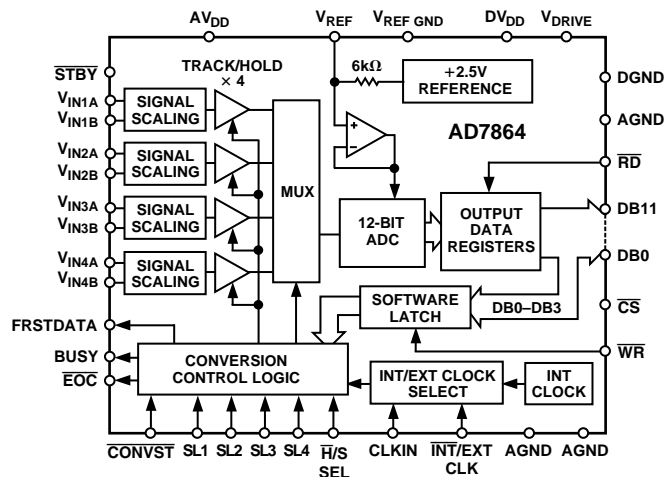 AVDD
VREF
VREF GND
DVDD
VDRIVE
STBY
TRACK/HOLD
× 4
6kΩ
+2.5V
REFERENCE
DGND
VIN1A
VIN1B
SIGNAL
SCALING
AGND
AD7864
VIN2A
VIN2B
SIGNAL
SCALING
RD
MUX
VIN3A
VIN3B
SIGNAL
SCALING
12-BIT
ADC
OUTPUT
DATA
REGISTERS
DB11
DB0
VIN4A
VIN4B
SIGNAL
SCALING
SOFTWARE
LATCH
DB0–DB3
CS
FRSTDATA
WR
BUSY
EOC
CONVERSION
CONTROL LOGIC
INT/EXT CLOCK
SELECT
INT
CLOCK
CONVST
SL1
SL2
SL3
SL4
H/S
SEL
CLKIN
INT/EXT
CLK
AGND
AGND